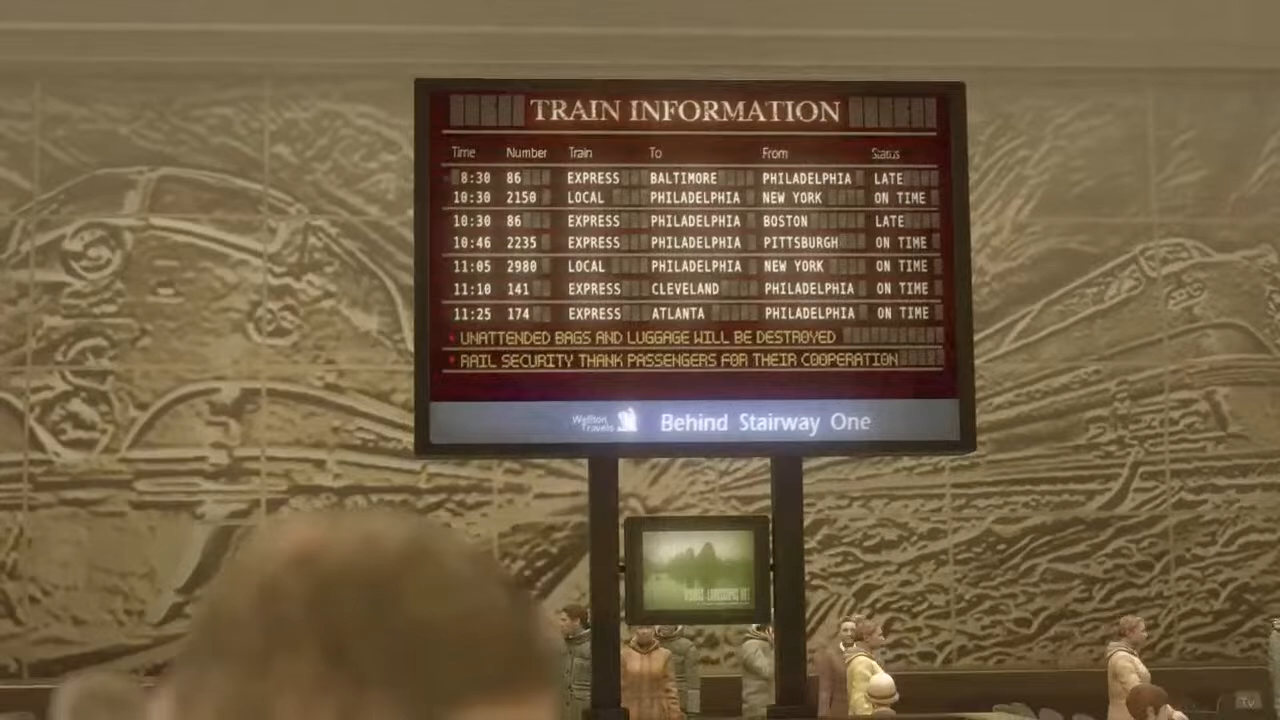 TRAIN INFORMATION
Time Number Train To From Status
8:30 86 EXPRESS BALTIMORE PHILADELPHIA LATE
10:30 2150 LOCAL PHILADELPHIA NEW YORK ON TIME
10:30 86 EXPRESS PHILADELPHIA BOSTON LATE
10:46 2235 EXPRESS PHILADELPHIA PITTSBURGH ON TIME
11:05 2980 LOCAL PHILADELPHIA NEW YORK ON TIME
11:10 141 EXPRESS CLEVELAND PHILADELPHIA ON TIME
11:25 174 EXPRESS ATLANTA PHILADELPHIA ON TIME
UNATTENDED BAGS AND LUGGAGE WILL BE DESTROYED
RAIL SECURITY THANK PASSENGERS FOR THEIR COOPERATION
Wellton Travels Behind Stairway One